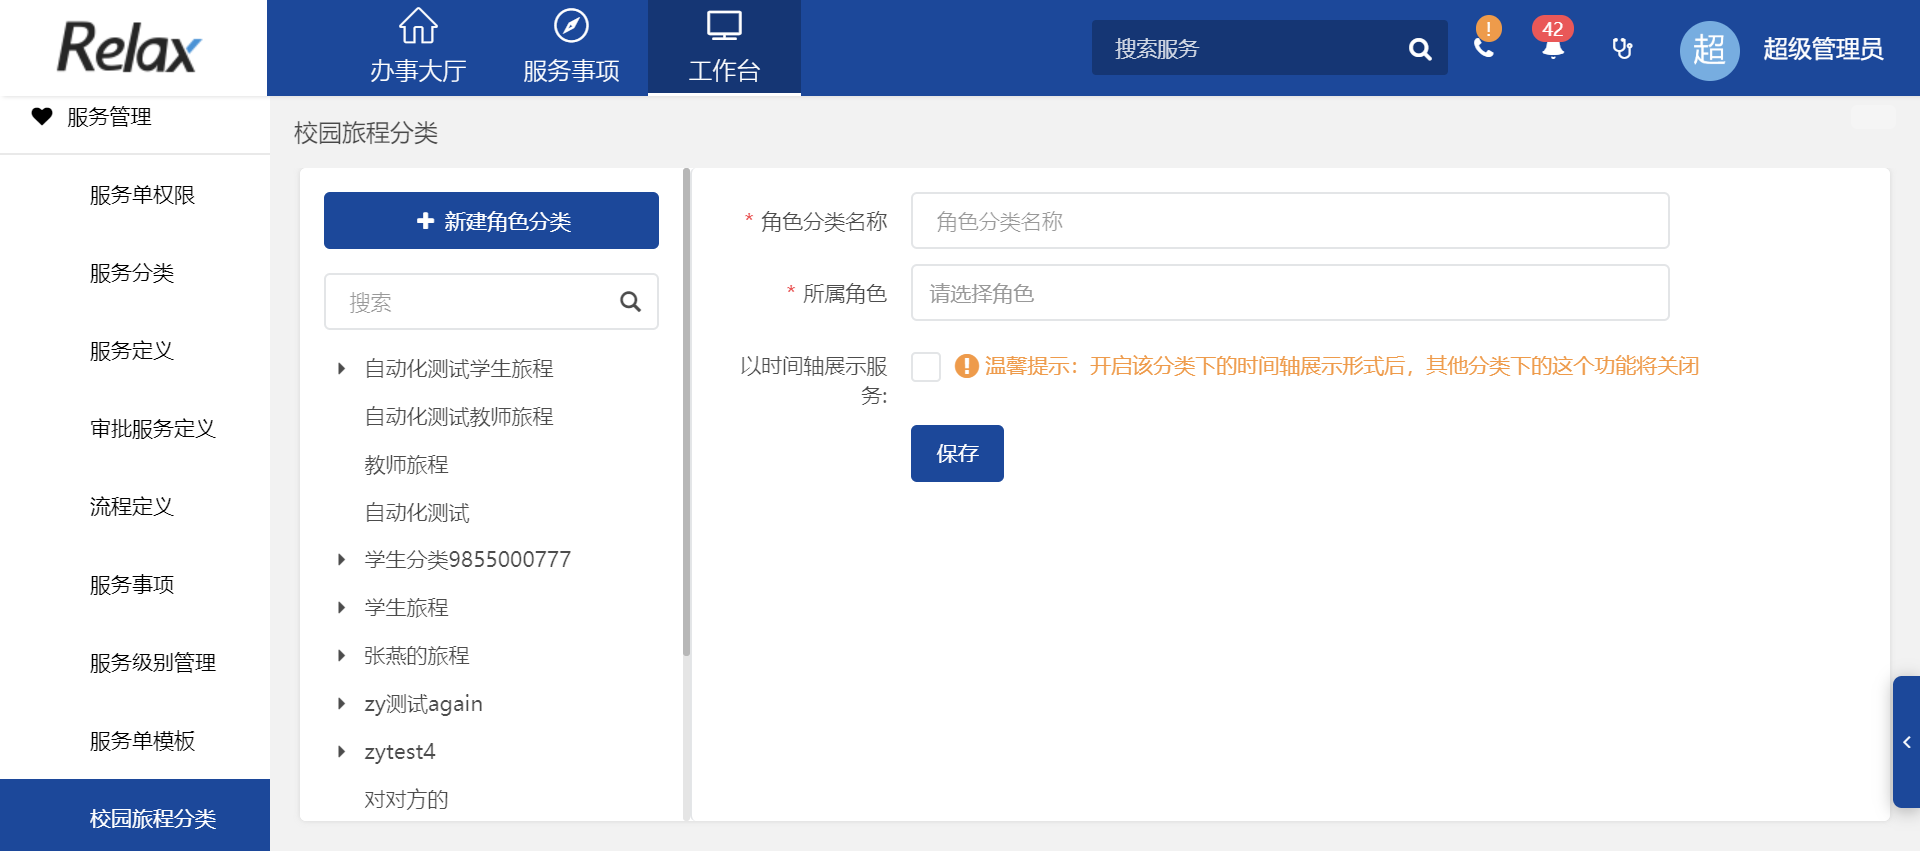 Relax
办事大厅
服务事项
工作台
搜索服务
!
42
超
超级管理员
服务管理
服务单权限
服务分类
服务定义
审批服务定义
流程定义
服务事项
服务级别管理
服务单模板
校园旅程分类
校园旅程分类
新建角色分类
搜索
自动化测试学生旅程
自动化测试教师旅程
教师旅程
自动化测试
学生分类9855000777
学生旅程
张燕的旅程
zy测试again
zytest4
对对方的
* 角色分类名称
角色分类名称
* 所属角色
请选择角色
以时间轴展示服
务:
温馨提示：开启该分类下的时间轴展示形式后，其他分类下的这个功能将关闭
保存